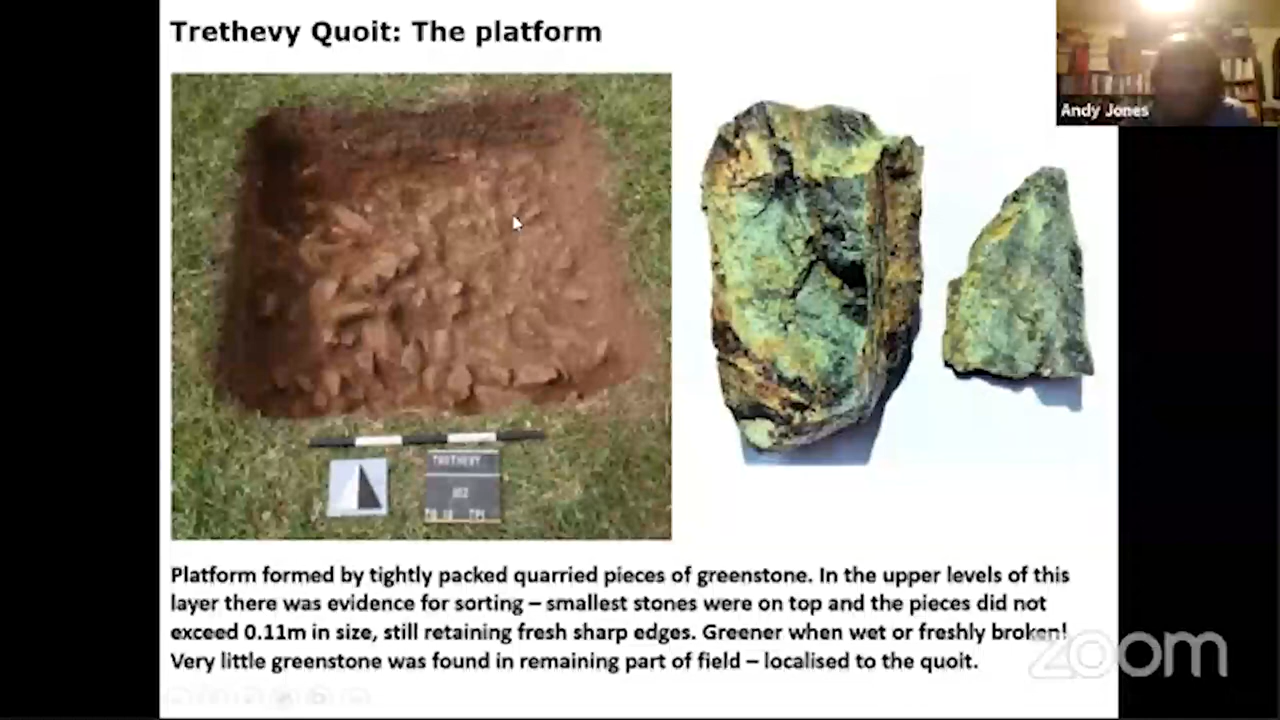 Trethevy Quoit: The platform
Andy Jones
TRETHEVY
Platform formed by tightly packed quarried pieces of greenstone. In the upper levels of this
layer there was evidence for sorting – smallest stones were on top and the pieces did not
exceed 0.11m in size, still retaining fresh sharp edges. Greener when wet or freshly broken!
Very little greenstone was found in remaining part of field – localised to the quoit.
zoom